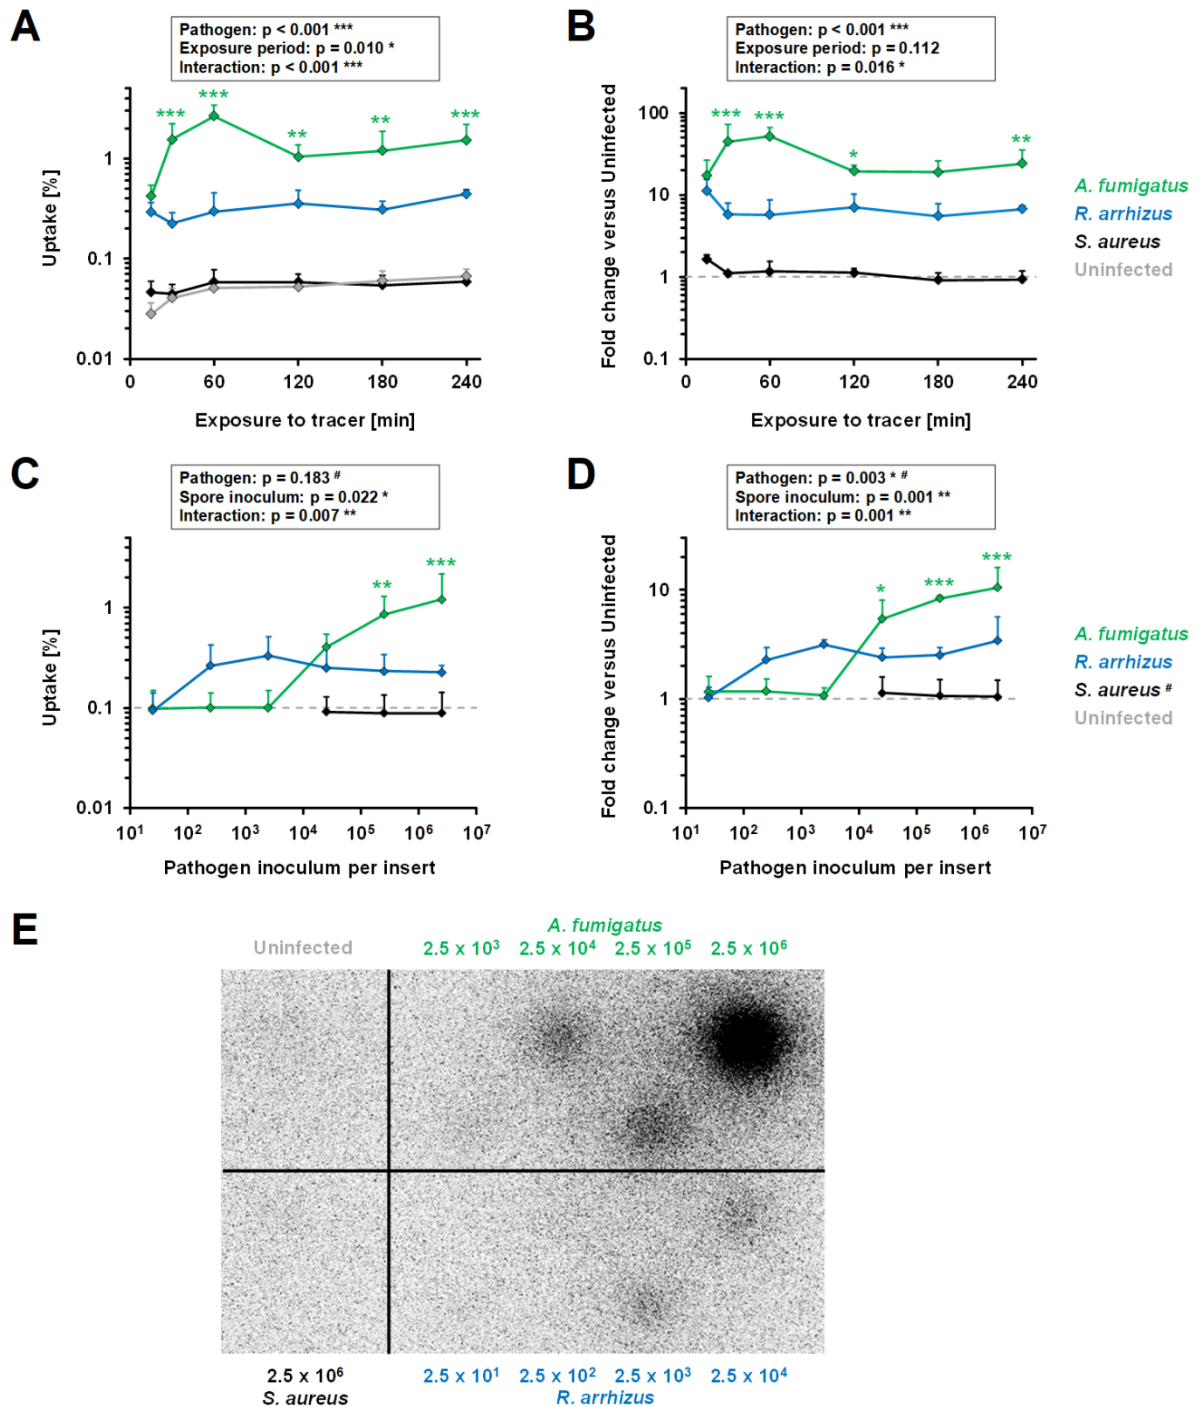 A
Pathogen: p < 0.001 ***
Exposure period: p = 0.010 *
Interaction: p < 0.001 ***
Uptake [%]
1
0.1
0.01
*** *** ** ** ***
0 60 120 180 240
Exposure to tracer [min]
B
Pathogen: p < 0.001 ***
Exposure period: p = 0.112
Interaction: p = 0.016 *
Fold change versus Uninfected
100
10
1
0.1
*** *** * **
0 60 120 180 240
Exposure to tracer [min]
A. fumigatus
R. arrhizus
S. aureus
Uninfected
C
Pathogen: p = 0.183 #
Spore inoculum: p = 0.022 *
Interaction: p = 0.007 **
Uptake [%]
1
0.1
0.01
** ***
10¹ 10² 10³ 10⁴ 10⁵ 10⁶ 10⁷
Pathogen inoculum per insert
D
Pathogen: p = 0.003 * #
Spore inoculum: p = 0.001 **
Interaction: p = 0.001 **
Fold change versus Uninfected
10
1
0.1
* *** ***
10¹ 10² 10³ 10⁴ 10⁵ 10⁶ 10⁷
Pathogen inoculum per insert
A. fumigatus
R. arrhizus
S. aureus #
Uninfected
E
A. fumigatus
Uninfected 2.5 x 10³ 2.5 x 10⁴ 2.5 x 10⁵ 2.5 x 10⁶
2.5 x 10⁶ 2.5 x 10¹ 2.5 x 10² 2.5 x 10³ 2.5 x 10⁴
S. aureus R. arrhizus